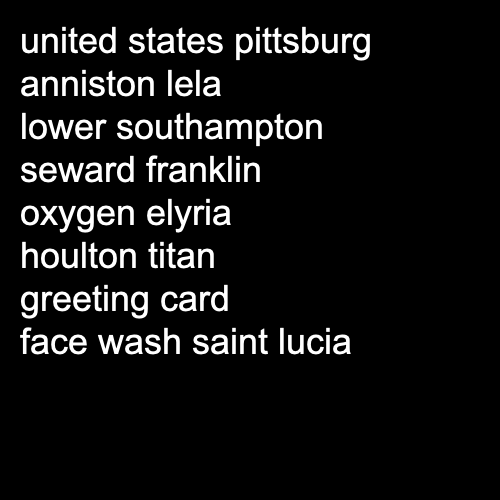 united states pittsburg
anniston lela
lower southampton
seward franklin
oxygen elyria
houlton titan
greeting card
face wash saint lucia